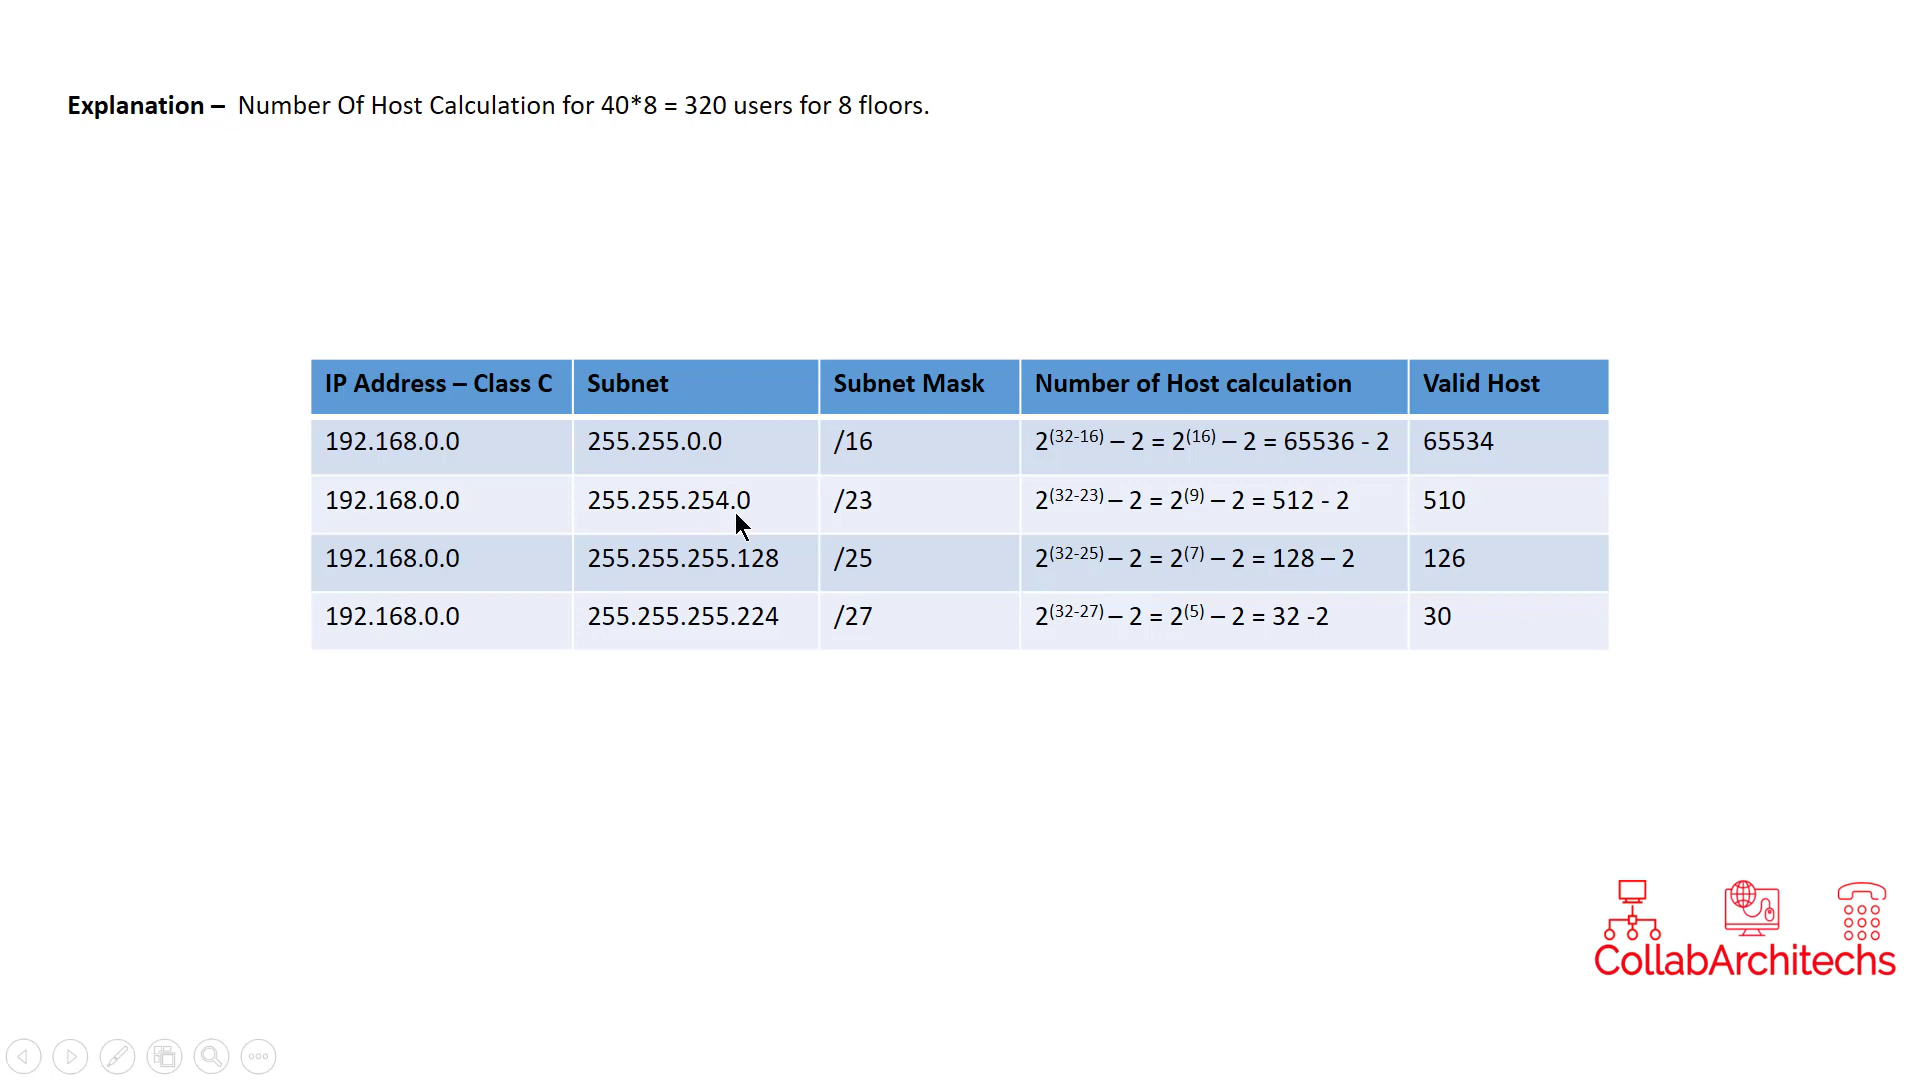 Explanation – Number Of Host Calculation for 40*8 = 320 users for 8 floors.
IP Address – Class C Subnet Subnet Mask Number of Host calculation Valid Host
192.168.0.0 255.255.0.0 /16 2(32-16) – 2 = 2(16) – 2 = 65536 - 2 65534
192.168.0.0 255.255.254.0 /23 2(32-23) – 2 = 2(9) – 2 = 512 - 2 510
192.168.0.0 255.255.255.128 /25 2(32-25) – 2 = 2(7) – 2 = 128 – 2 126
192.168.0.0 255.255.255.224 /27 2(32-27) – 2 = 2(5) – 2 = 32 -2 30
CollabArchitechs